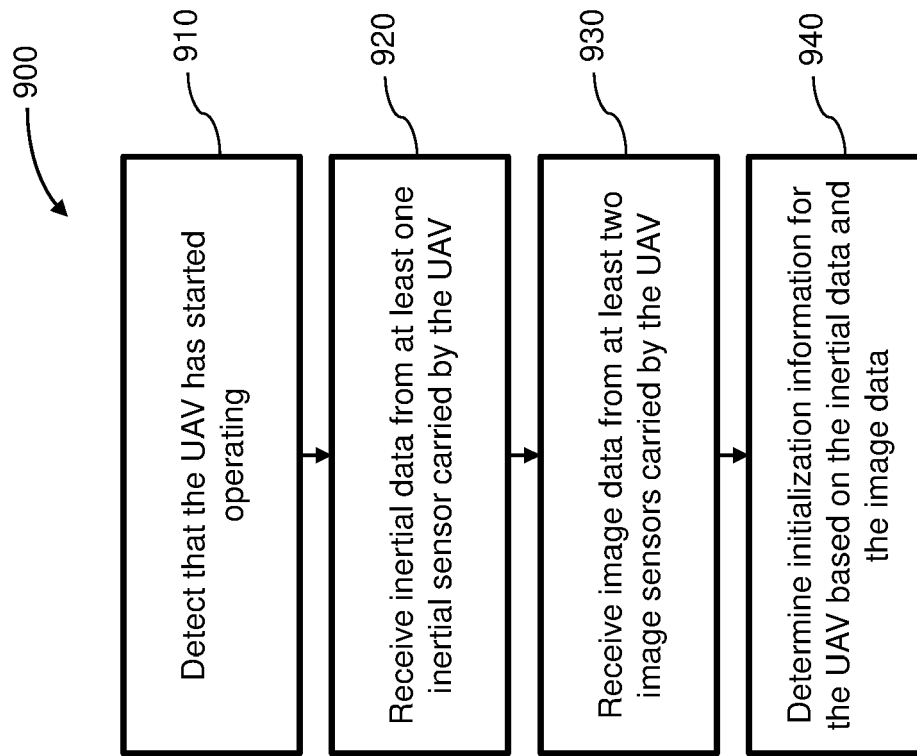 900
910
Detect that the UAV has started
operating
920
Receive inertial data from at least one
inertial sensor carried by the UAV
930
Receive image data from at least two
image sensors carried by the UAV
940
Determine initialization information for
the UAV based on the inertial data and
the image data